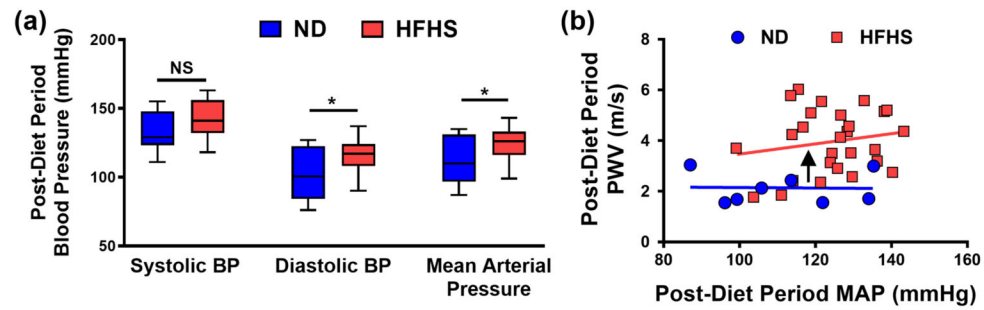 (a)
ND HFHS
Post-Diet Period
Blood Pressure (mmHg)
200
150
100
50
NS
*
*
Systolic BP
Diastolic BP
Mean Arterial
Pressure
(b)
ND HFHS
Post-Diet Period
PWV (m/s)
8
6
4
2
0
80 100 120 140 160
Post-Diet Period MAP (mmHg)